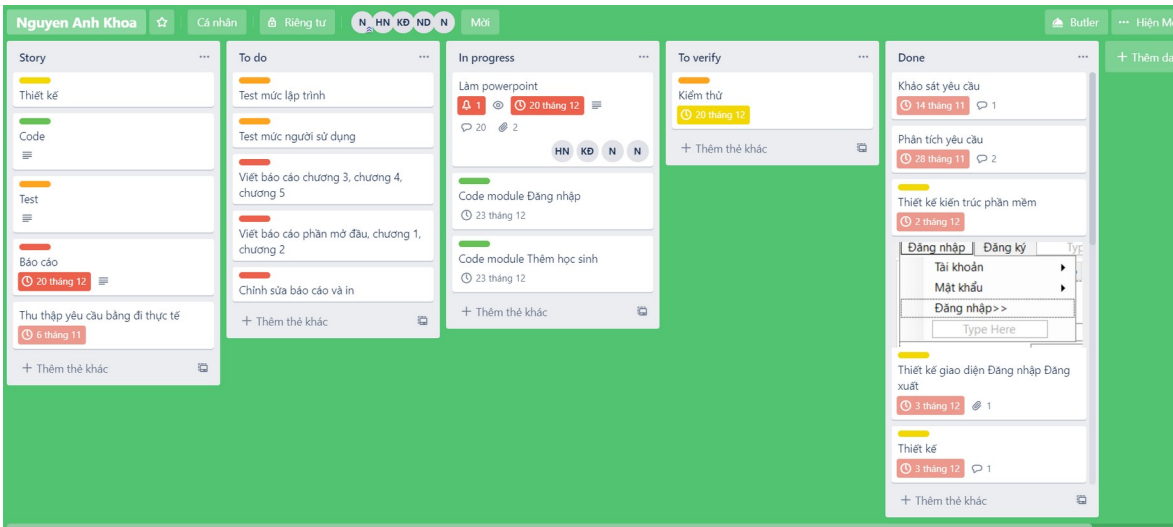 Nguyen Anh Khoa
Cá nhân
Riêng tư
N HN KĐ ND N
Mời
Butler
Hiện
Story
Thiết kế
Code
Test
Báo cáo
20 tháng 12
Thu thập yêu cầu bằng đi thực tế
6 tháng 11
+ Thêm thẻ khác
To do
Test mức lập trình
Test mức người sử dụng
Viết báo cáo chương 3, chương 4,
chương 5
Viết báo cáo phần mở đầu, chương 1,
chương 2
Chỉnh sửa báo cáo và in
+ Thêm thẻ khác
In progress
Làm powerpoint
1 20 tháng 12
20 2
HN KĐ N N
Code module Đăng nhập
23 tháng 12
Code module Thêm học sinh
23 tháng 12
+ Thêm thẻ khác
To verify
Kiểm thử
20 tháng 12
+ Thêm thẻ khác
Done
Khảo sát yêu cầu
14 tháng 11 1
Phân tích yêu cầu
28 tháng 11 2
Thiết kế kiến trúc phần mềm
2 tháng 12
Đăng nhập Đăng ký Typ
Tài khoản
Mật khẩu
Đăng nhập>>
Type Here
Thiết kế giao diện Đăng nhập Đăng
xuất
3 tháng 12 1
Thiết kế
3 tháng 12 1
+ Thêm thẻ khác
+ Thêm